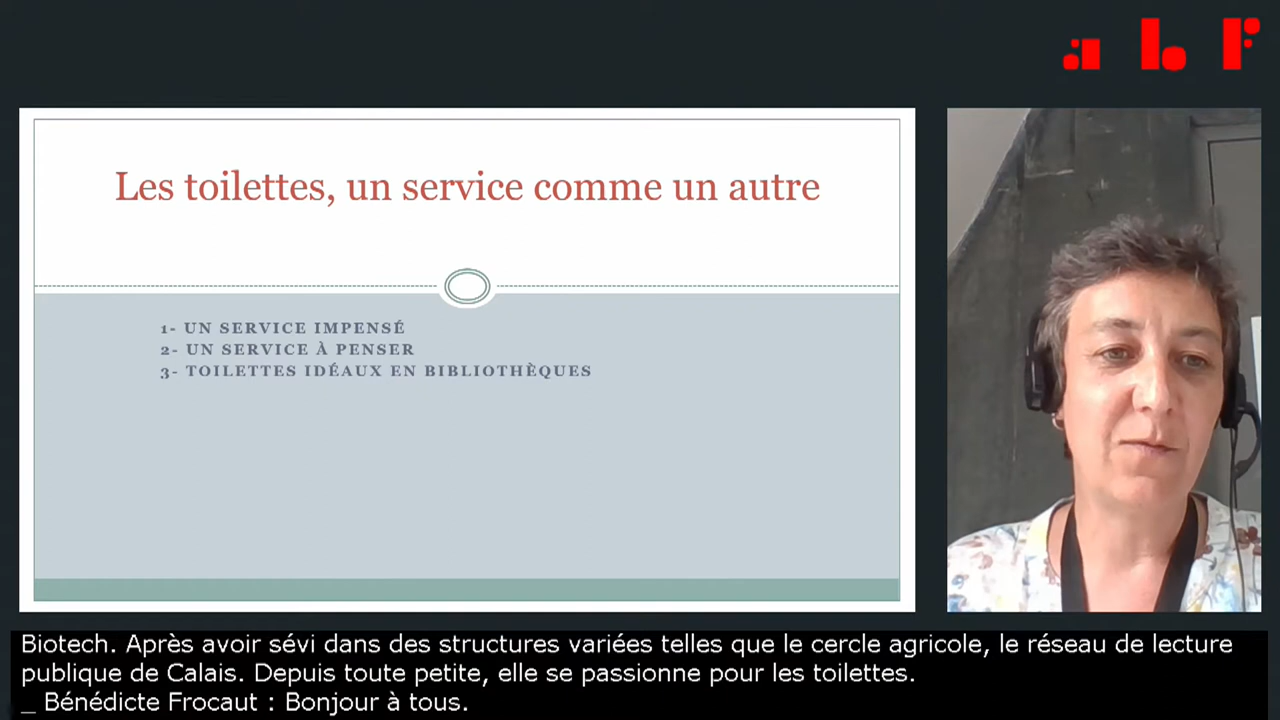 abf
Les toilettes, un service comme un autre
1- UN SERVICE IMPENSÉ
2- UN SERVICE À PENSER
3- TOILETTES IDÉAUX EN BIBLIOTHÈQUES
Biotech. Après avoir sévi dans des structures variées telles que le cercle agricole, le réseau de lecture
publique de Calais. Depuis toute petite, elle se passionne pour les toilettes.
_ Bénédicte Frocaut : Bonjour à tous.